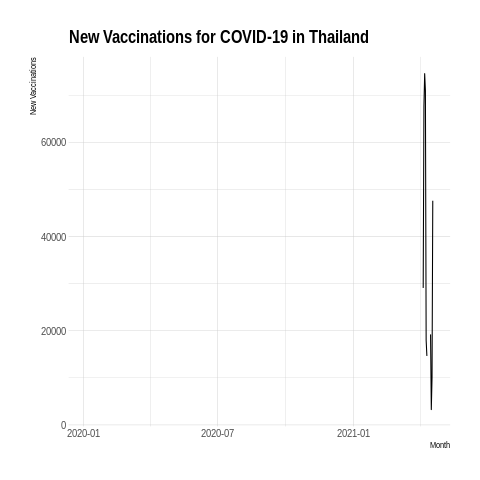 New Vaccinations for COVID-19 in Thailand
New Vaccinations
60000
40000
20000
0
2020-01 2020-07 2021-01
Month